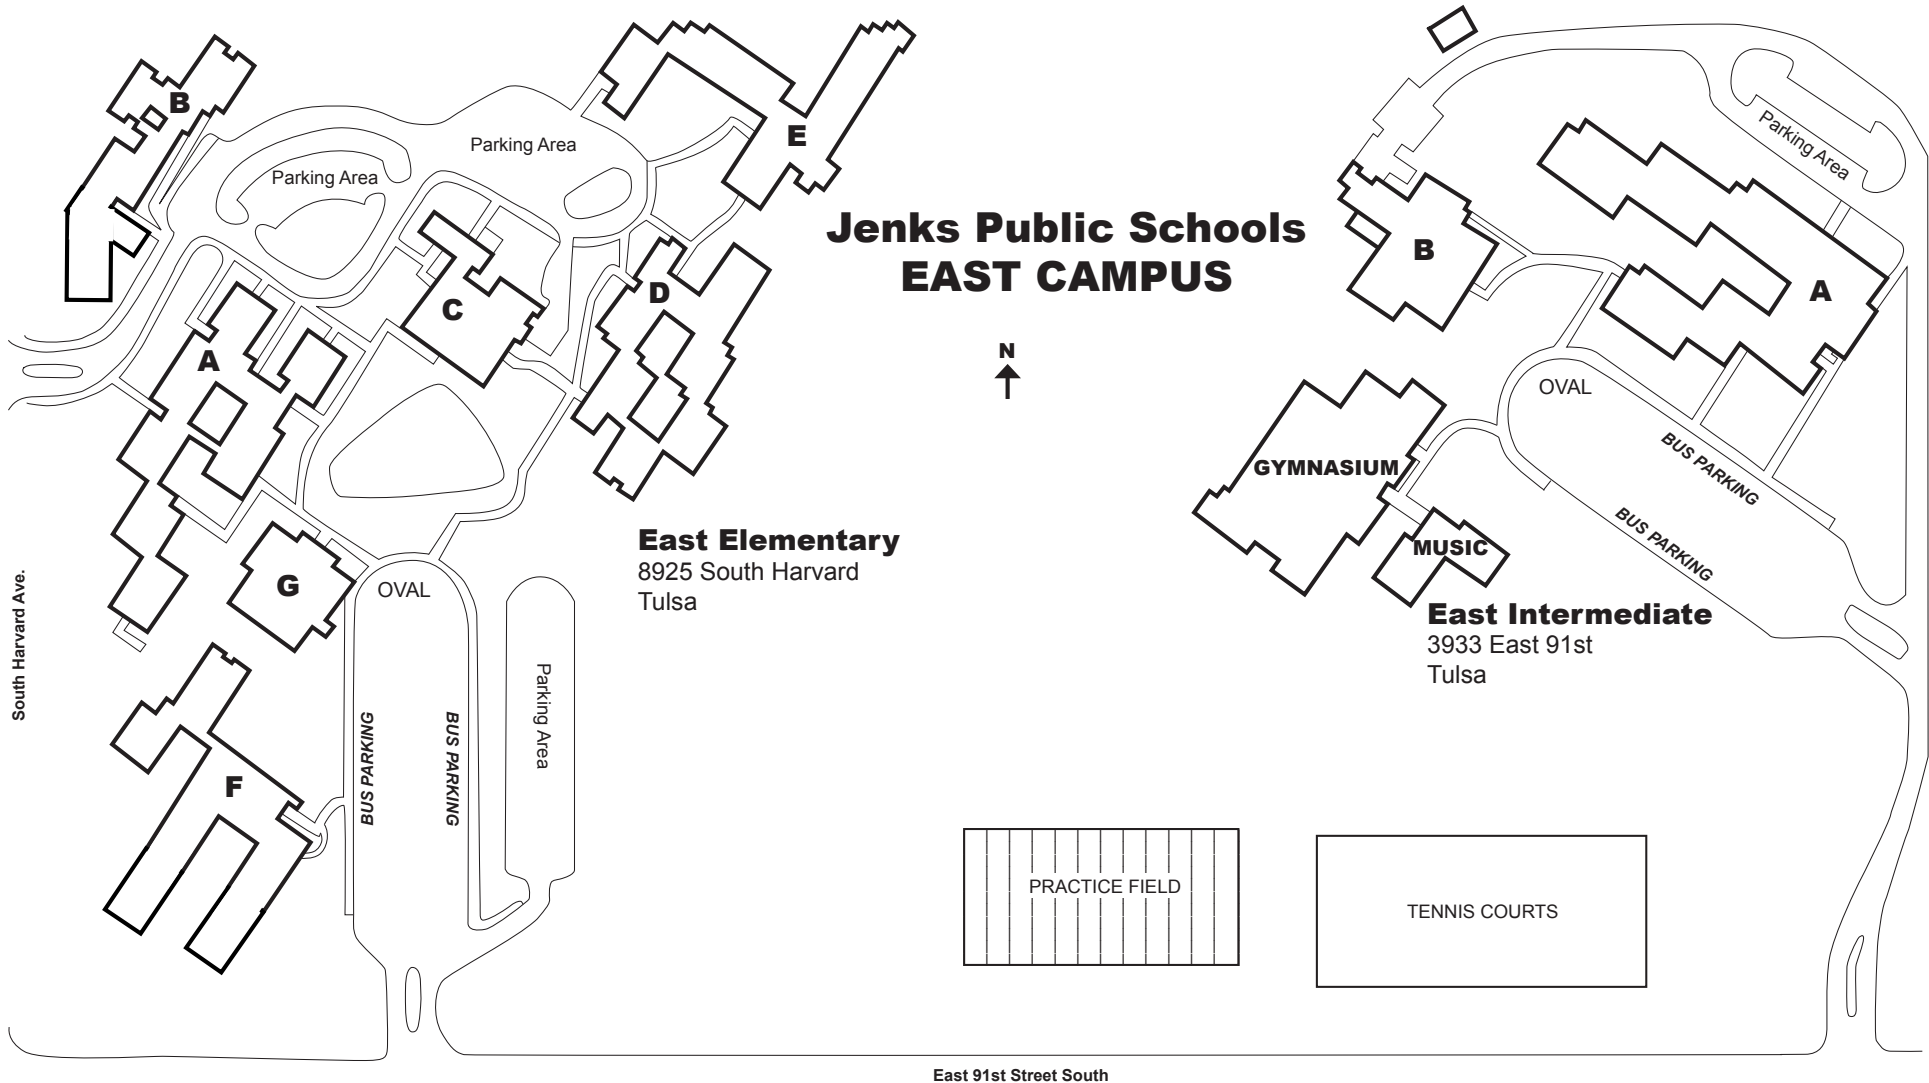 Jenks Public Schools
EAST CAMPUS
N
B
Parking Area
Parking Area
E
C
D
A
G
OVAL
F
BUS PARKING
BUS PARKING
Parking Area
South Harvard Ave.
East Elementary
8925 South Harvard
Tulsa
Parking Area
B
A
OVAL
BUS PARKING
BUS PARKING
GYMNASIUM
MUSIC
East Intermediate
3933 East 91st
Tulsa
PRACTICE FIELD
TENNIS COURTS
East 91st Street South